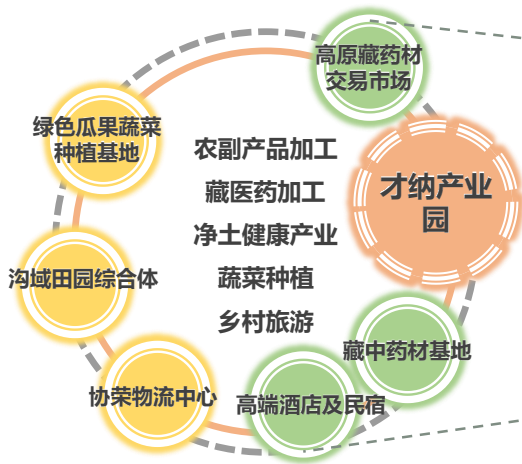 高原藏药材
交易市场
绿色瓜果蔬菜
种植基地
农副产品加工
藏医药加工
净土健康产业
蔬菜种植
乡村旅游
才纳产业
园
沟域田园综合体
藏中药材基地
协荣物流中心
高端酒店及民宿